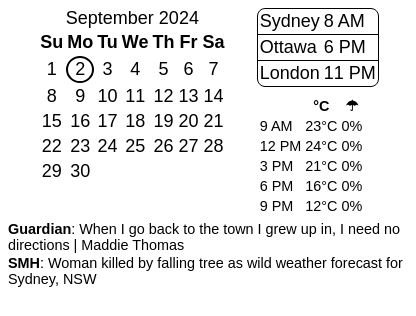 September 2024
Su Mo Tu We Th Fr Sa
1 2 3 4 5 6 7
8 9 10 11 12 13 14
15 16 17 18 19 20 21
22 23 24 25 26 27 28
29 30
Sydney 8 AM
Ottawa 6 PM
London 11 PM
°C ☂
9 AM 23°C 0%
12 PM 24°C 0%
3 PM 21°C 0%
6 PM 16°C 0%
9 PM 12°C 0%
Guardian: When I go back to the town I grew up in, I need no
directions | Maddie Thomas
SMH: Woman killed by falling tree as wild weather forecast for
Sydney, NSW